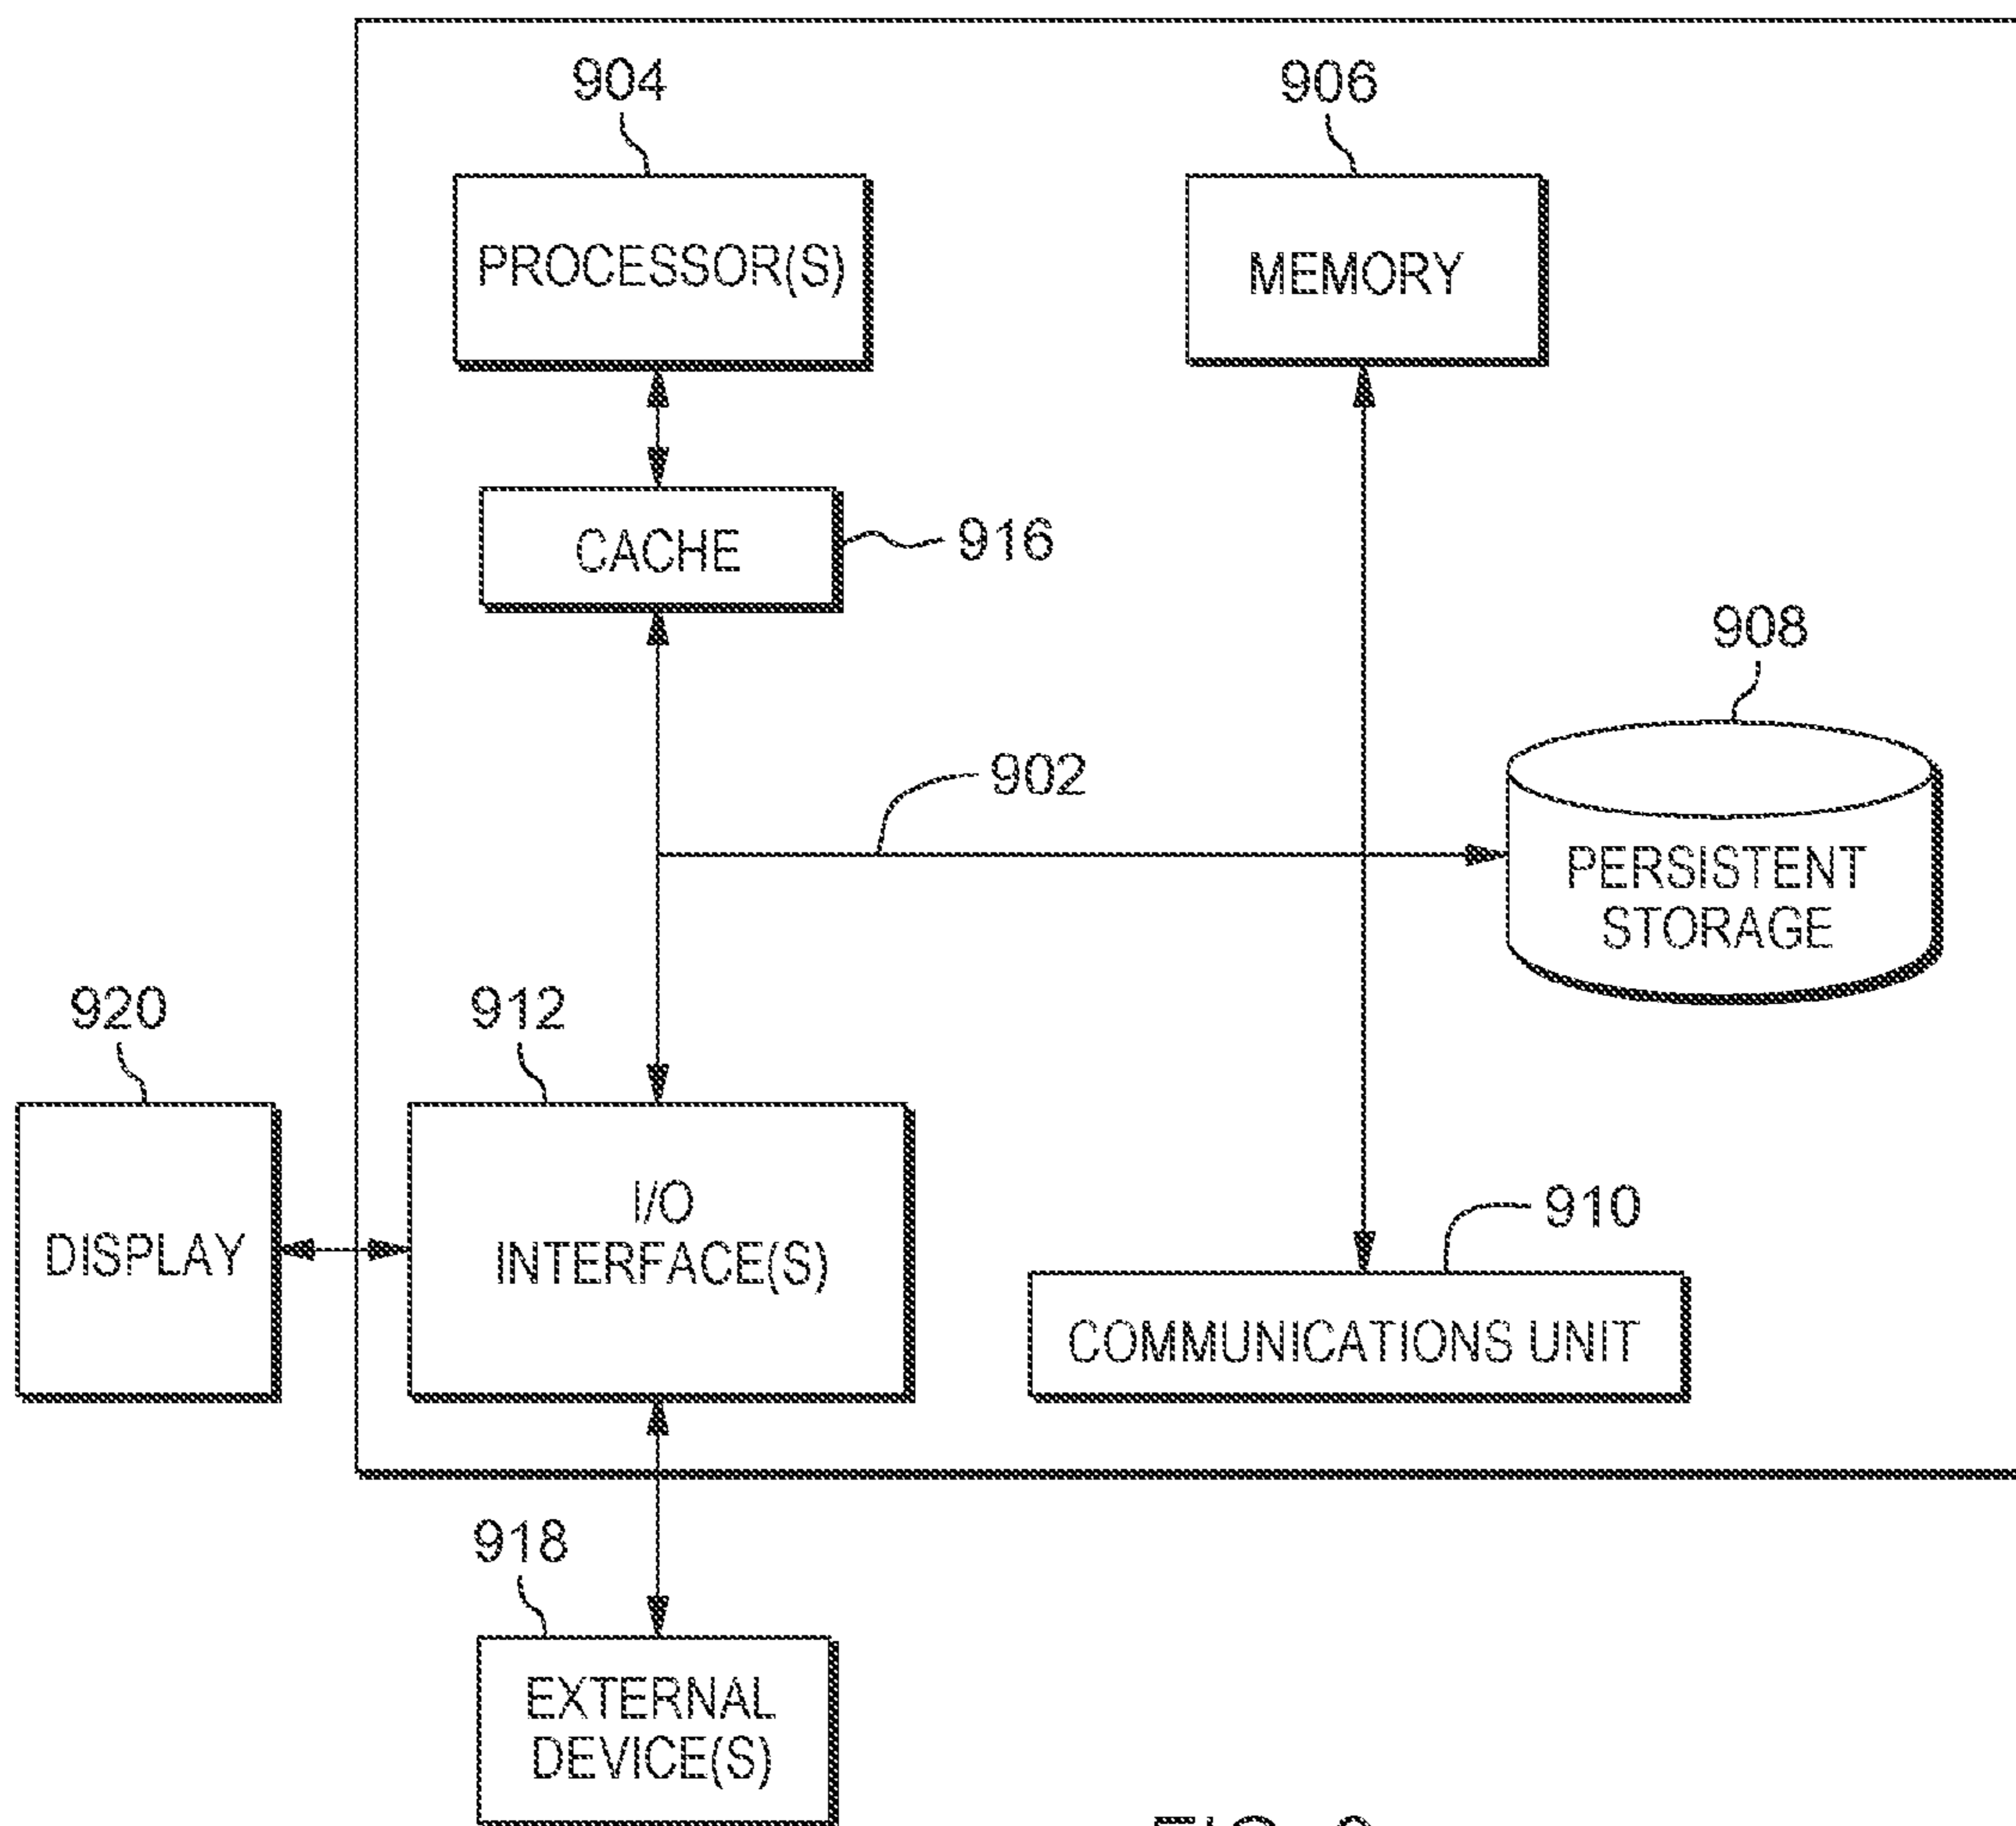 904
906
PROCESSOR(S)
MEMORY
CACHE
916
908
902
PERSISTENT
STORAGE
920
912
I/O
INTERFACE(S)
DISPLAY
910
COMMUNICATIONS UNIT
918
EXTERNAL
DEVICE(S)